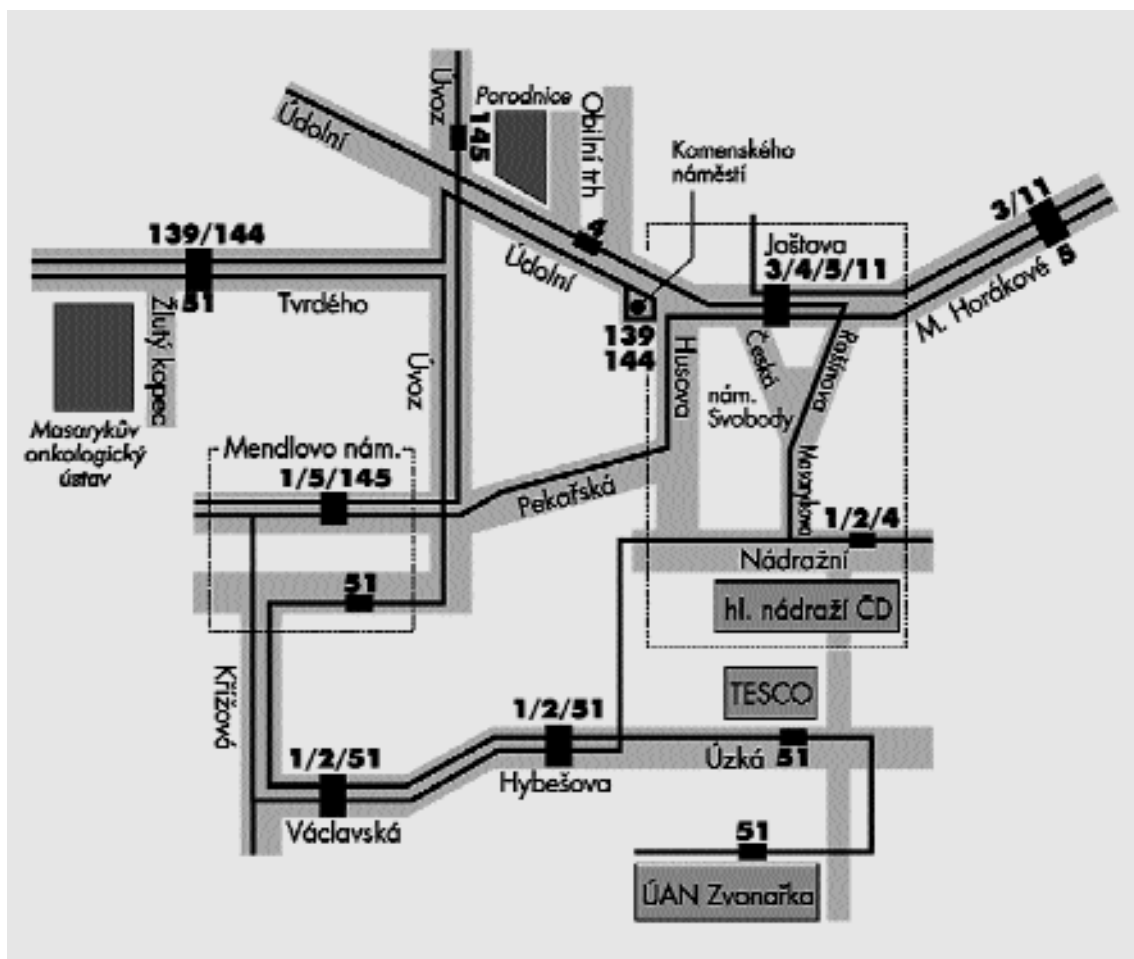 Úvoz
145
Porodnice
Obilní trh
Údolní
Komenského
náměstí
4
3/11
5
139/144
51
Joštova
3/4/5/11
Údolní
M. Horákové
Žlutý kopec
Tvrdého
139
144
Husova
Česká
Rašínova
Úvoz
nám.
Svobody
Masarykův
onkologický
ústav
Mendlovo nám.
1/5/145
Pekařská
Masarykova
1/2/4
Nádražní
51
hl. nádraží ČD
Křížová
TESCO
1/2/51
1/2/51
Hybešova
Úzká
51
Václavská
51
ÚAN Zvonařka